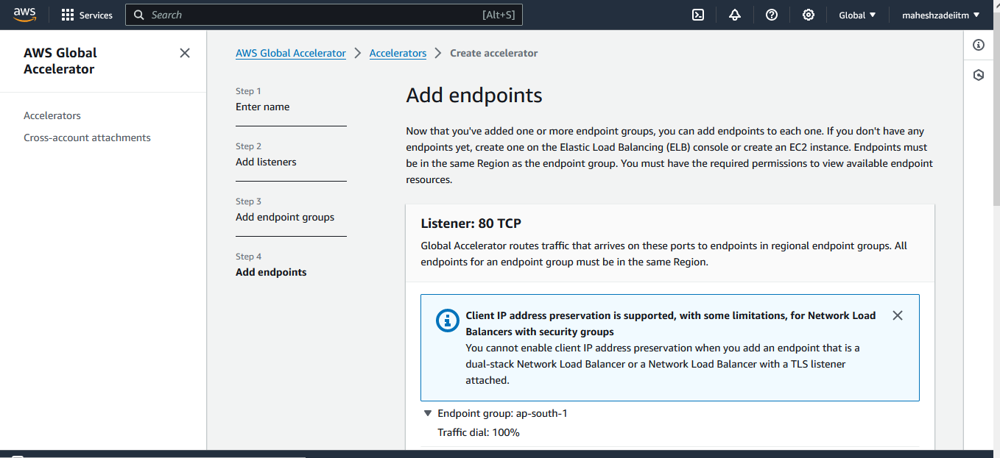 aws
Services
Search
[Alt+S]
Global
maheshzadeiitm
AWS Global
Accelerator
Accelerators
Cross-account attachments
AWS Global Accelerator
Accelerators
Create accelerator
Step 1
Enter name
Step 2
Add listeners
Step 3
Add endpoint groups
Step 4
Add endpoints
Add endpoints
Now that you've added one or more endpoint groups, you can add endpoints to each one. If you don't have any
endpoints yet, create one on the Elastic Load Balancing (ELB) console or create an EC2 instance. Endpoints must
be in the same Region as the endpoint group. You must have the required permissions to view available endpoint
resources.
Listener: 80 TCP
Global Accelerator routes traffic that arrives on these ports to endpoints in regional endpoint groups. All
endpoints for an endpoint group must be in the same Region.
Client IP address preservation is supported, with some limitations, for Network Load
Balancers with security groups
You cannot enable client IP address preservation when you add an endpoint that is a
dual-stack Network Load Balancer or a Network Load Balancer with a TLS listener
attached.
Endpoint group: ap-south-1
Traffic dial: 100%